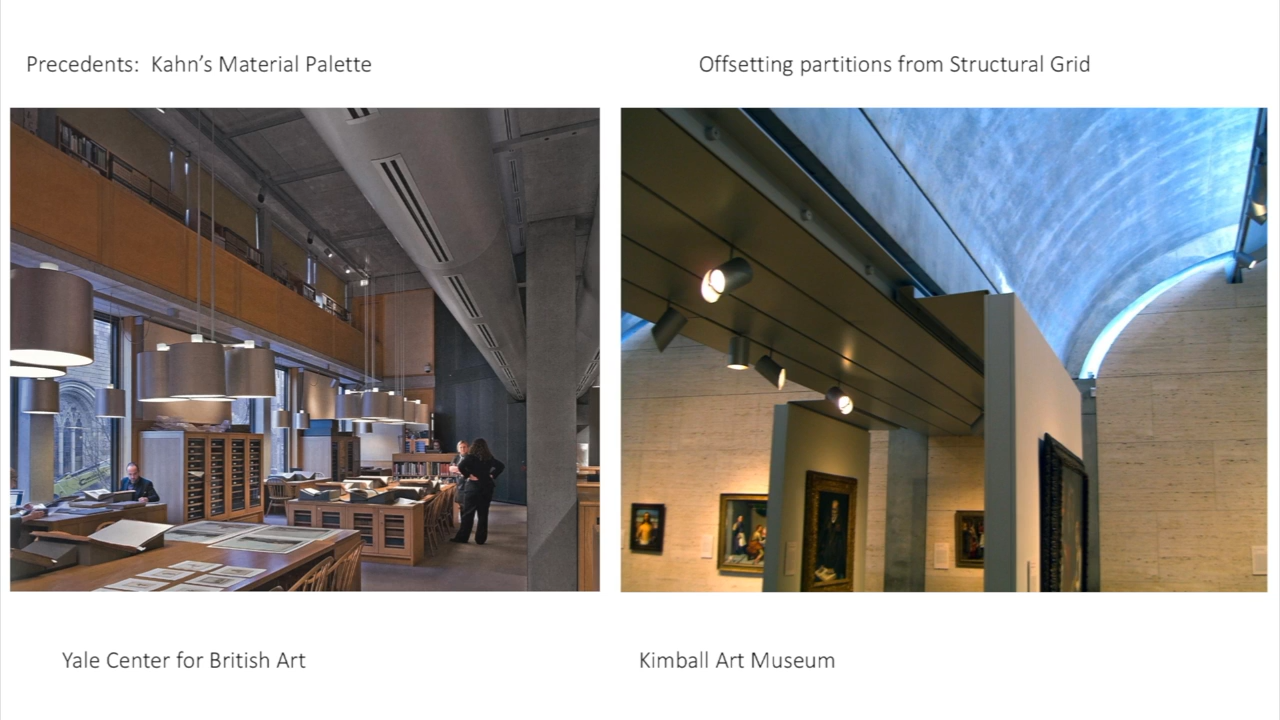 Precedents:  Kahn’s Material Palette
Offsetting partitions from Structural Grid
Yale Center for British Art
Kimball Art Museum